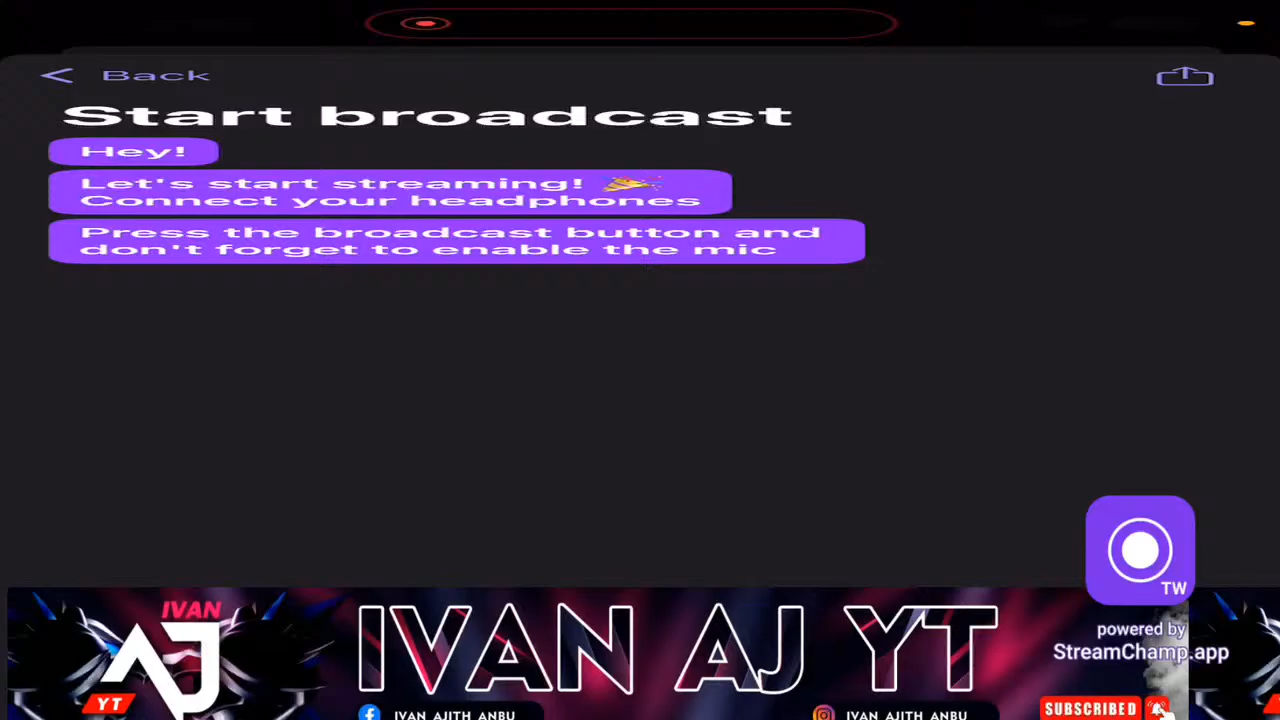 Back
Start broadcast
Hey!
Let's start streaming! 🎉
Connect your headphones
Press the broadcast button and
don't forget to enable the mic
TW
powered by
StreamChamp.app
IVAN
AJ
YT
IVAN AJ YT
IVAN AJITH ANBU
IVAN AJITH ANBU
SUBSCRIBED